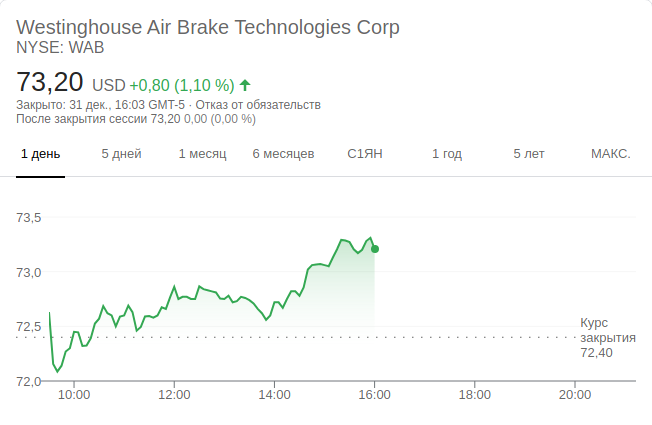 Westinghouse Air Brake Technologies Corp
NYSE: WAB
73,20 USD +0,80 (1,10 %)
Закрыто: 31 дек., 16:03 GMT-5 · Отказ от обязательств
После закрытия сессии 73,20 0,00 (0,00 %)
1 день 5 дней 1 месяц 6 месяцев С1ЯН 1 год 5 лет МАКС.
73,5
73,0
72,5
Курс
закрытия
72,40
72,0
10:00 12:00 14:00 16:00 18:00 20:00